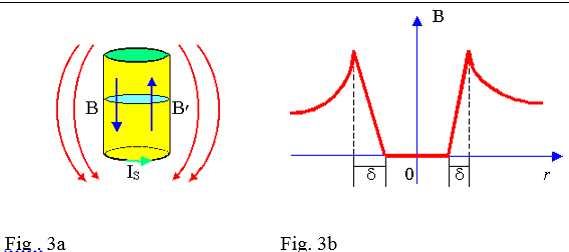 B
B B′
I_S
δ 0 δ r
Fig . 3a Fig. 3b